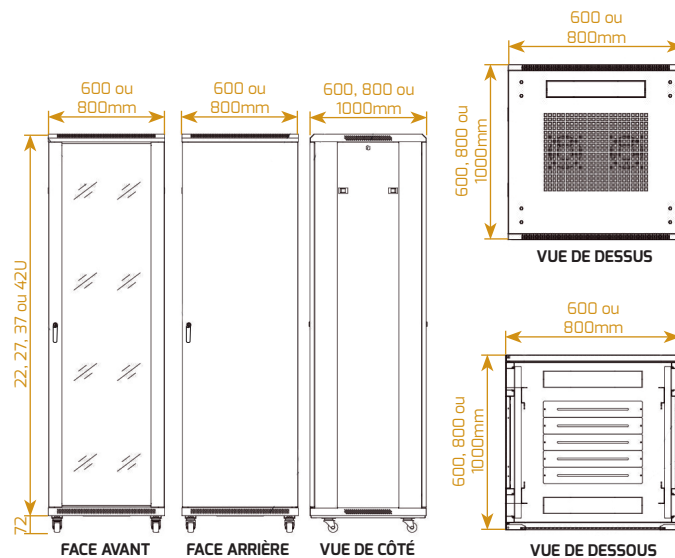 600 ou
800mm
600 ou
800mm
600, 800 ou
1000mm
22, 27, 37 ou 42U
72
FACE AVANT
FACE ARRIÈRE
VUE DE CÔTÉ
600 ou
800mm
600, 800 ou
1000mm
VUE DE DESSUS
600 ou
800mm
600, 800 ou
1000mm
VUE DE DESSOUS